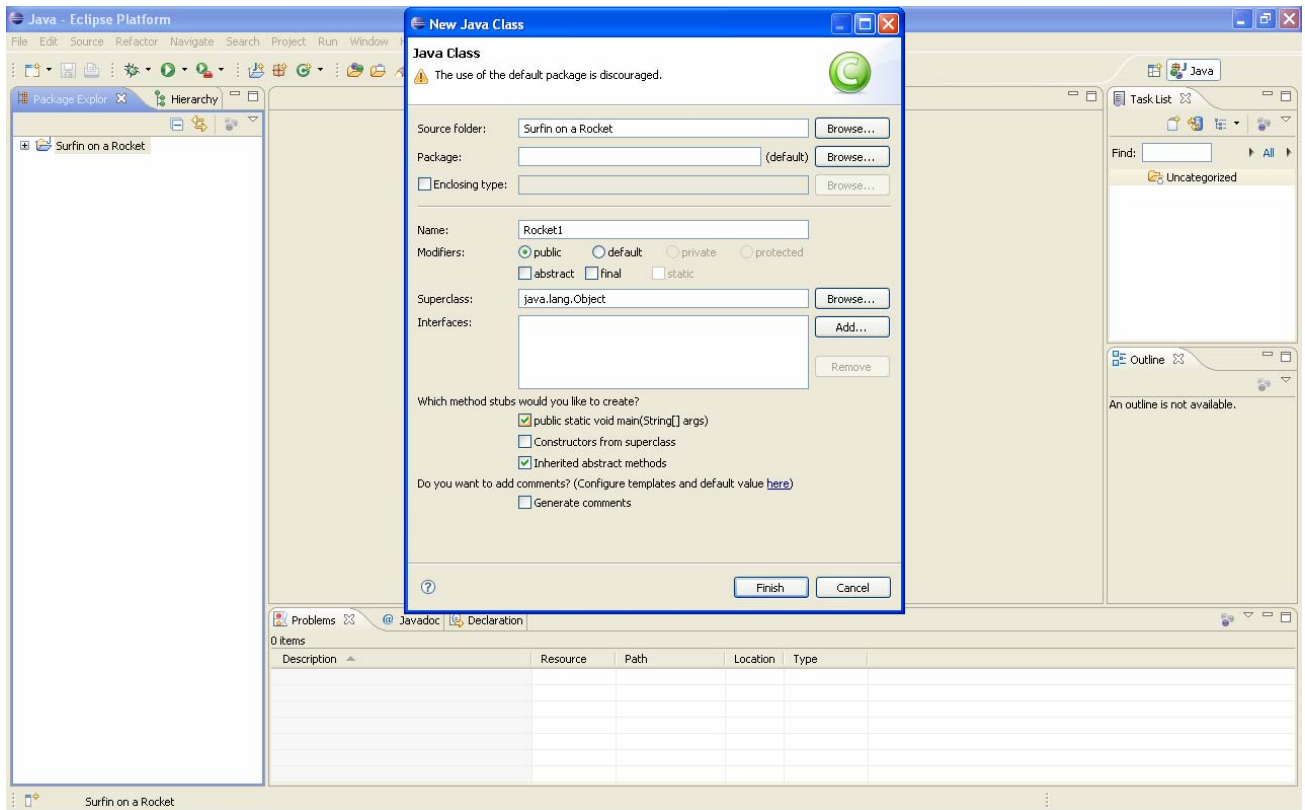 Java - Eclipse Platform
File Edit Source Refactor Navigate Search Project Run Window
Java
Package Explor
Hierarchy
Surfin on a Rocket
New Java Class
Java Class
The use of the default package is discouraged.
Source folder: Surfin on a Rocket Browse...
Package: (default) Browse...
Enclosing type: Browse...
Name: Rocket1
Modifiers: public default private protected
abstract final static
Superclass: java.lang.Object Browse...
Interfaces: Add...
Remove
Which method stubs would you like to create?
public static void main(String[] args)
Constructors from superclass
Inherited abstract methods
Do you want to add comments? (Configure templates and default value here)
Generate comments
Finish Cancel
Task List
Find: All
Uncategorized
Outline
An outline is not available.
Problems @ Javadoc Declaration
0 items
Description Resource Path Location Type
Surfin on a Rocket